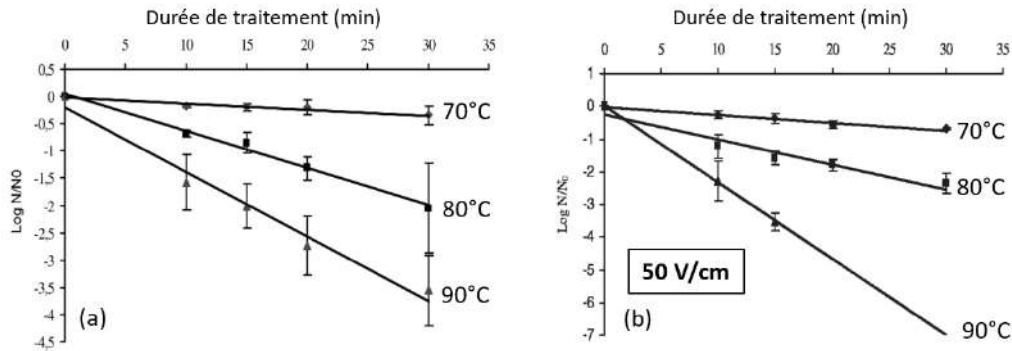 (a)
Durée de traitement (min)
0 5 10 15 20 25 30 35
0,5
0
-0,5
-1
-1,5
-2
-2,5
-3
-3,5
-4
-4,5
Log N/N0
70°C
80°C
90°C
(a)
(b)
Durée de traitement (min)
0 5 10 15 20 25 30 35
1
0
-1
-2
-3
-4
-5
-6
-7
Log N/N₀
70°C
80°C
50 V/cm
90°C
(b)